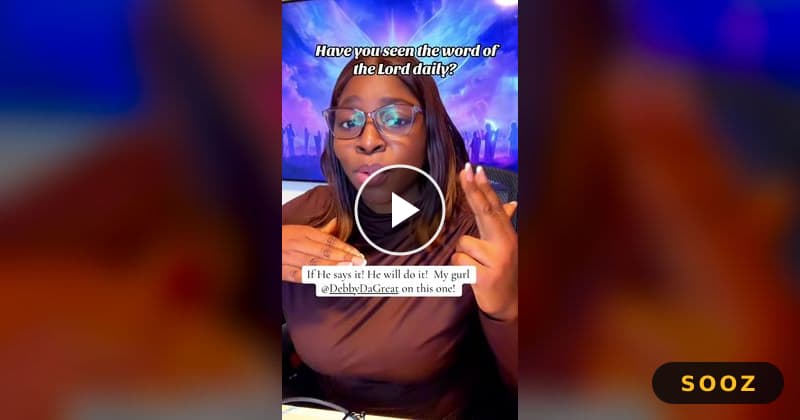 Have you seen the word of
the Lord daily?
If He says it! He will do it! My gurl
@DebbyDaGreat on this one!
SOOZ